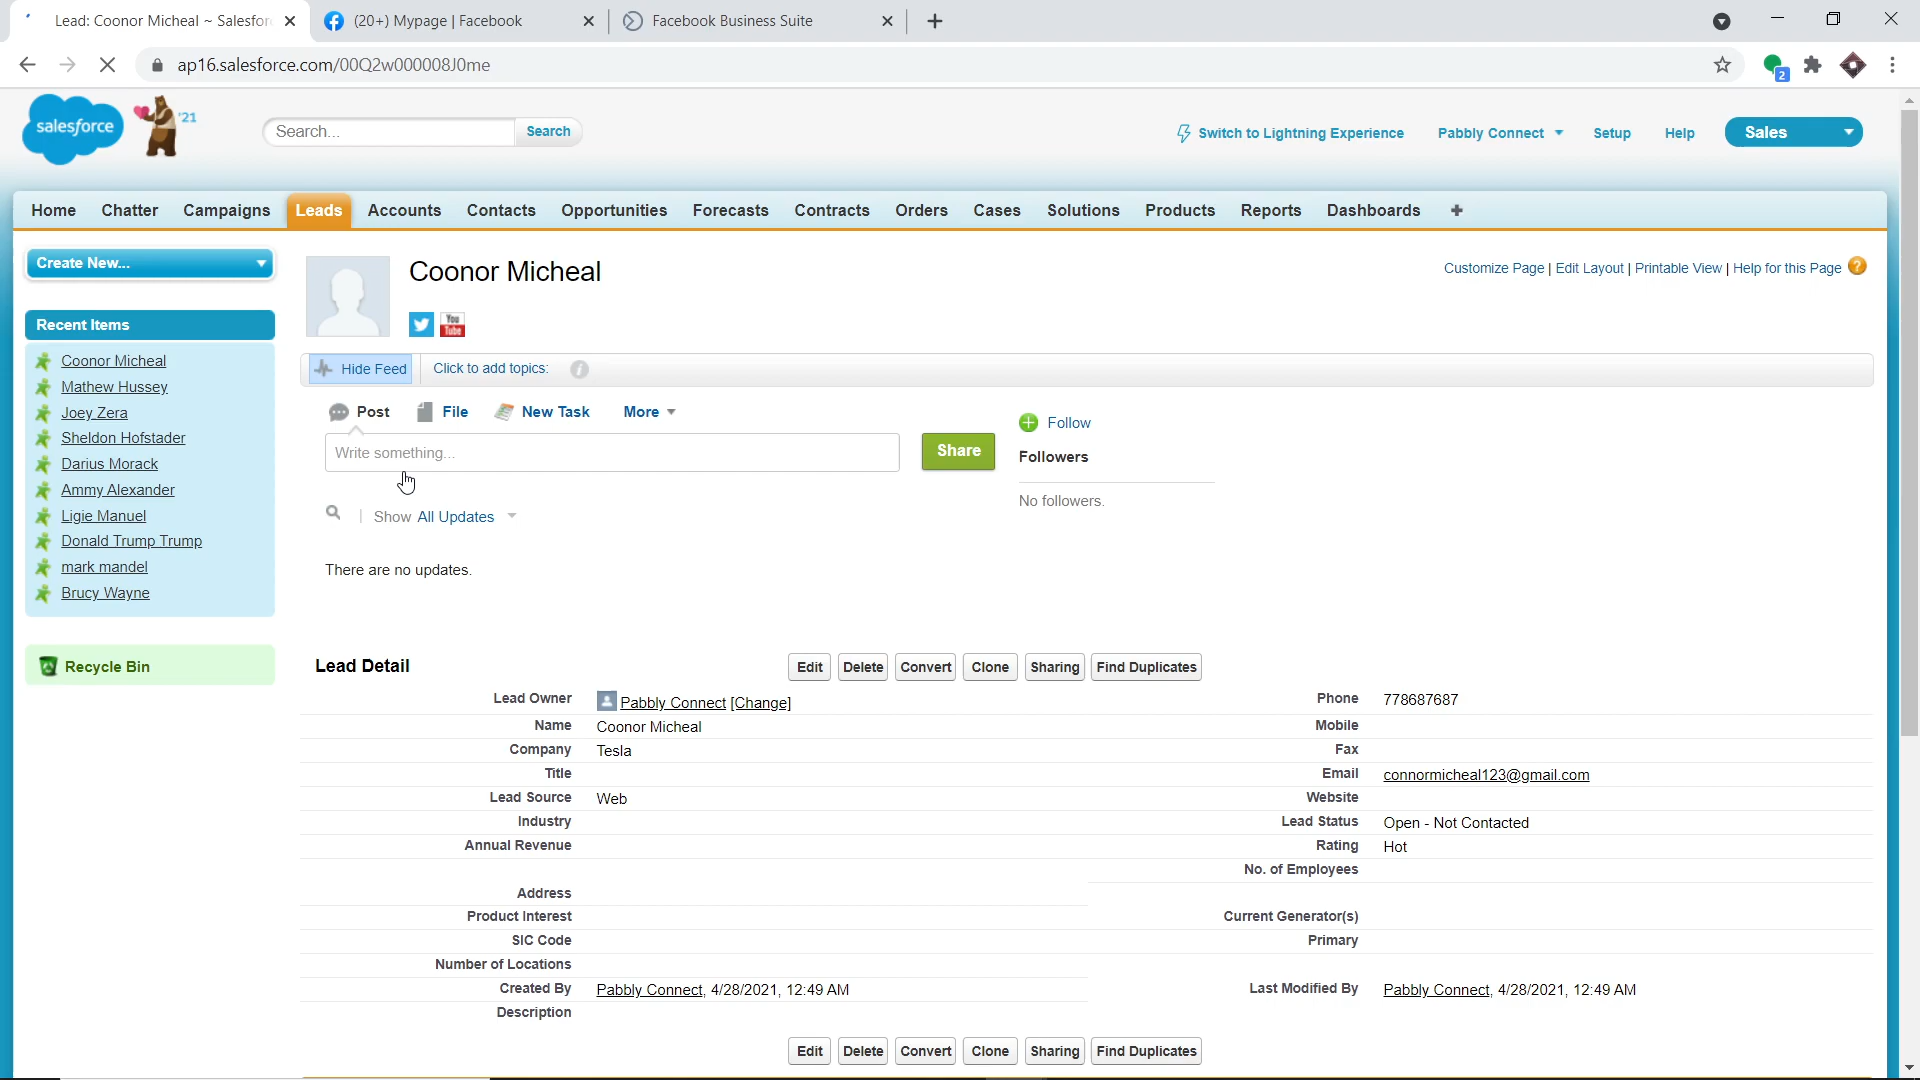 Lead: Coonor Micheal ~ Salesfor
(20+) Mypage | Facebook
Facebook Business Suite
ap16.salesforce.com/00Q2w000008J0me
2
salesforce
'21
Search...
Search
Switch to Lightning Experience
Pabbly Connect
Setup
Help
Sales
Home
Chatter
Campaigns
Leads
Accounts
Contacts
Opportunities
Forecasts
Contracts
Orders
Cases
Solutions
Products
Reports
Dashboards
Create New...
Coonor Micheal
Customize Page | Edit Layout | Printable View | Help for this Page
You Tube
Recent Items
Coonor Micheal
Mathew Hussey
Joey Zera
Sheldon Hofstader
Darius Morack
Ammy Alexander
Ligie Manuel
Donald Trump Trump
mark mandel
Brucy Wayne
Recycle Bin
Hide Feed
Click to add topics:
Post
File
New Task
More
Write something...
Share
Follow
Followers
No followers.
Show All Updates
There are no updates.
Lead Detail
Edit
Delete
Convert
Clone
Sharing
Find Duplicates
Lead Owner Pabbly Connect [Change]
Phone 778687687
Name Coonor Micheal
Mobile
Company Tesla
Fax
Title
Email connormicheal123@gmail.com
Lead Source Web
Website
Industry
Lead Status Open - Not Contacted
Annual Revenue
Rating Hot
No. of Employees
Address
Product Interest
Current Generator(s)
SIC Code
Primary
Number of Locations
Created By Pabbly Connect, 4/28/2021, 12:49 AM
Last Modified By Pabbly Connect, 4/28/2021, 12:49 AM
Description
Edit
Delete
Convert
Clone
Sharing
Find Duplicates